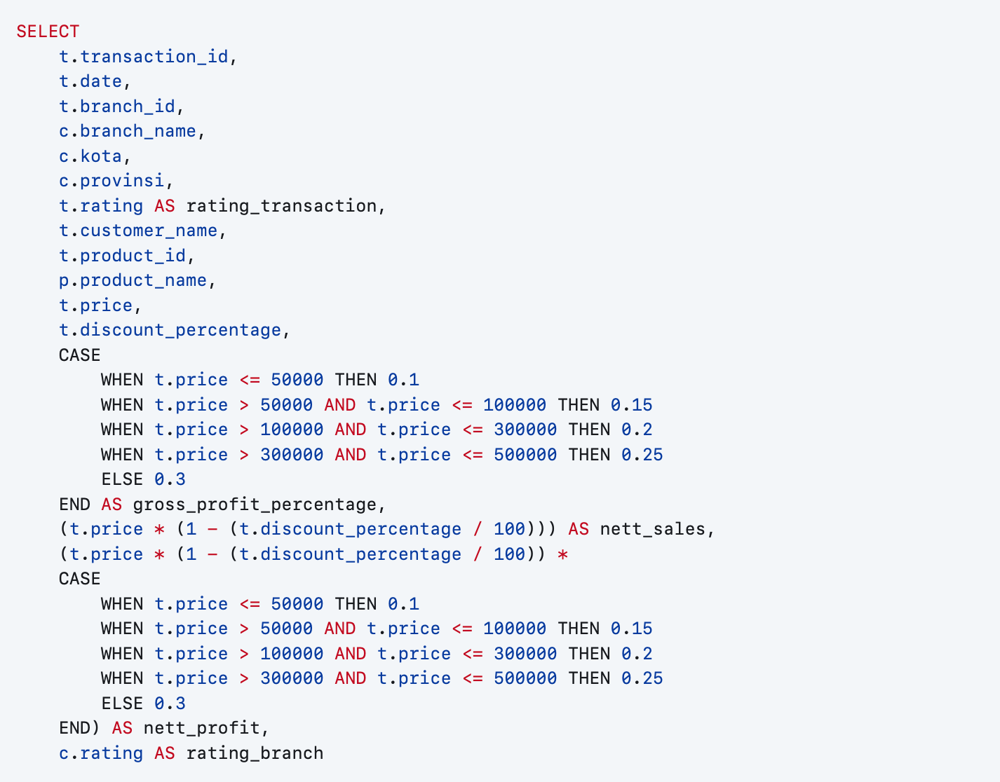 SELECT
    t.transaction_id,
    t.date,
    t.branch_id,
    c.branch_name,
    c.kota,
    c.provinsi,
    t.rating AS rating_transaction,
    t.customer_name,
    t.product_id,
    p.product_name,
    t.price,
    t.discount_percentage,
    CASE
        WHEN t.price <= 50000 THEN 0.1
        WHEN t.price > 50000 AND t.price <= 100000 THEN 0.15
        WHEN t.price > 100000 AND t.price <= 300000 THEN 0.2
        WHEN t.price > 300000 AND t.price <= 500000 THEN 0.25
        ELSE 0.3
    END AS gross_profit_percentage,
    (t.price * (1 - (t.discount_percentage / 100))) AS nett_sales,
    (t.price * (1 - (t.discount_percentage / 100)) *
    CASE
        WHEN t.price <= 50000 THEN 0.1
        WHEN t.price > 50000 AND t.price <= 100000 THEN 0.15
        WHEN t.price > 100000 AND t.price <= 300000 THEN 0.2
        WHEN t.price > 300000 AND t.price <= 500000 THEN 0.25
        ELSE 0.3
    END) AS nett_profit,
    c.rating AS rating_branch